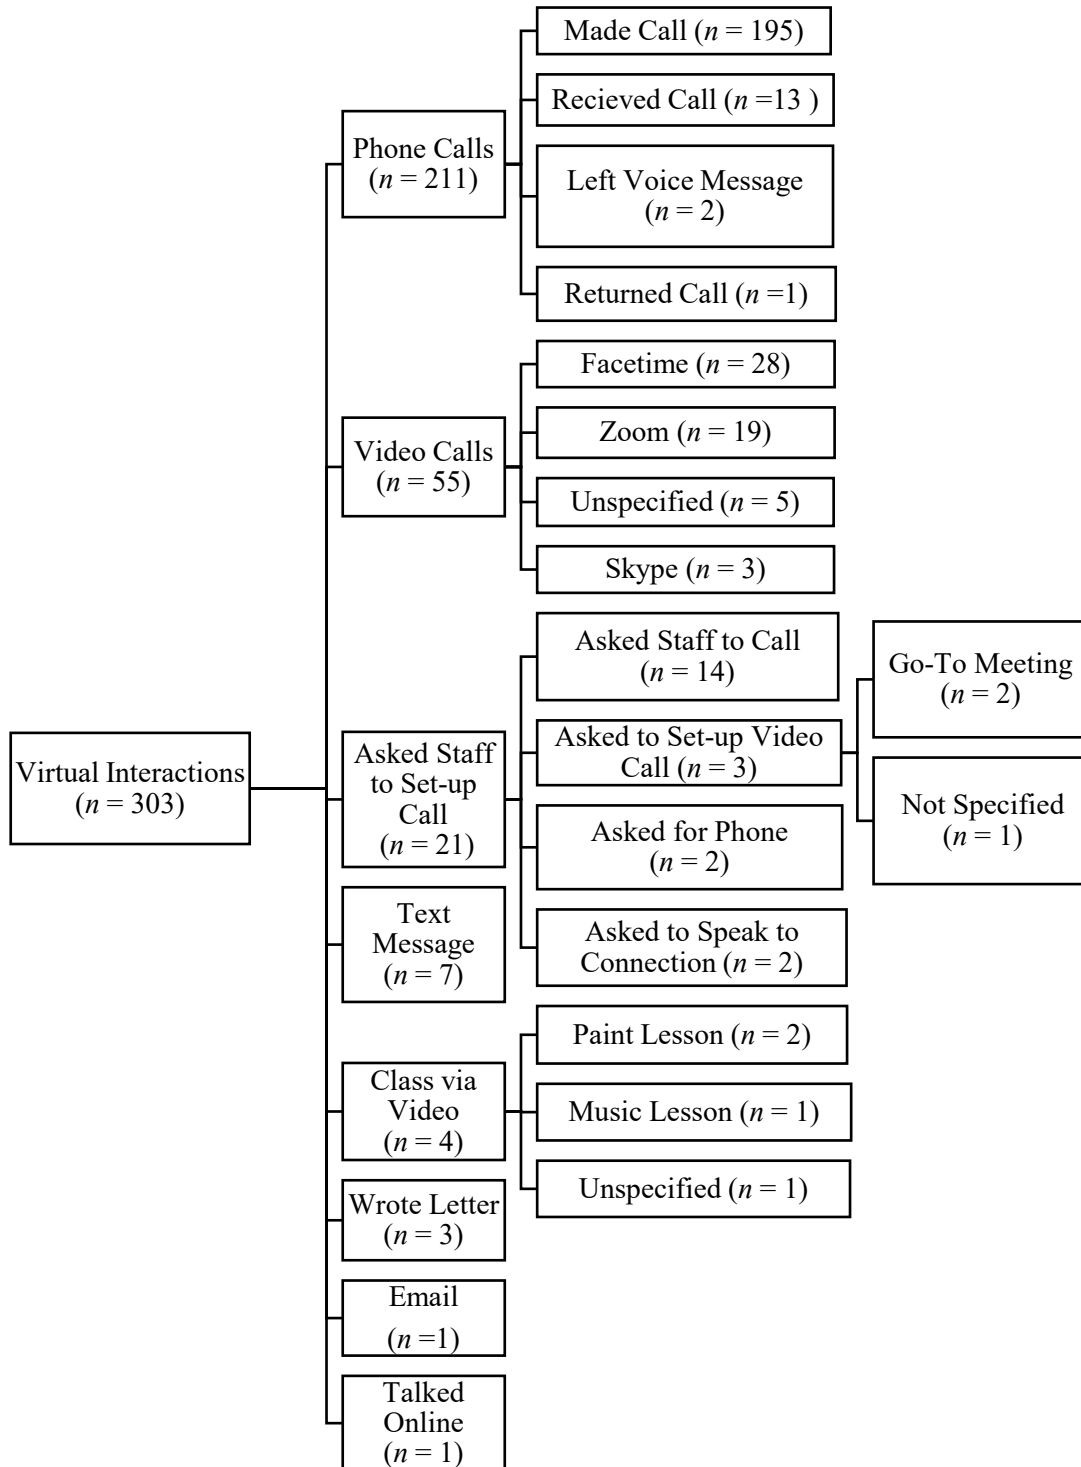 Virtual Interactions
(n = 303)
Phone Calls
(n = 211)
Made Call (n = 195)
Recieved Call (n =13 )
Left Voice Message
(n = 2)
Returned Call (n =1)
Video Calls
(n = 55)
Facetime (n = 28)
Zoom (n = 19)
Unspecified (n = 5)
Skype (n = 3)
Asked Staff
to Set-up
Call
(n = 21)
Asked Staff to Call
(n = 14)
Asked to Set-up Video
Call (n = 3)
Go-To Meeting
(n = 2)
Not Specified
(n = 1)
Asked for Phone
(n = 2)
Asked to Speak to
Connection (n = 2)
Text
Message
(n = 7)
Class via
Video
(n = 4)
Paint Lesson (n = 2)
Music Lesson (n = 1)
Unspecified (n = 1)
Wrote Letter
(n = 3)
Email
(n =1)
Talked
Online
(n = 1)